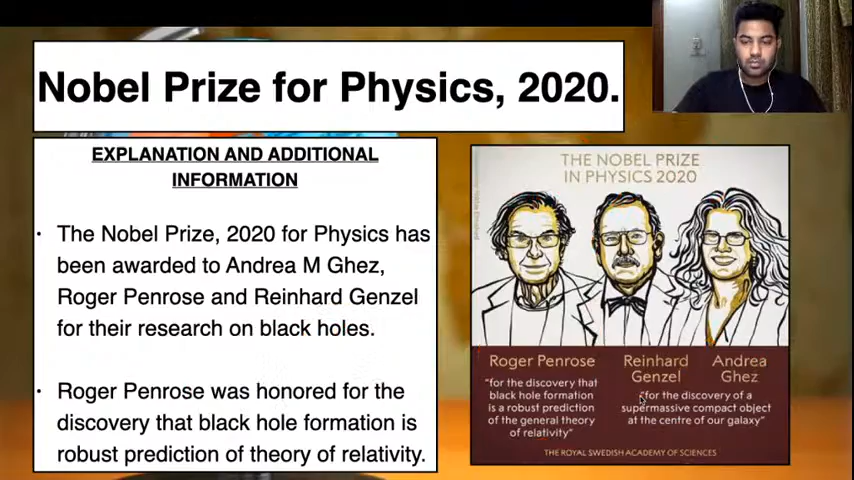 Nobel Prize for Physics, 2020.
EXPLANATION AND ADDITIONAL
INFORMATION
• The Nobel Prize, 2020 for Physics has
been awarded to Andrea M Ghez,
Roger Penrose and Reinhard Genzel
for their research on black holes.
• Roger Penrose was honored for the
discovery that black hole formation is
robust prediction of theory of relativity.
THE NOBEL PRIZE
IN PHYSICS 2020
Roger Penrose
"for the discovery that
black hole formation
is a robust prediction
of the general theory
of relativity"
Reinhard
Genzel
Andrea
Ghez
"for the discovery of a
supermassive compact object
at the centre of our galaxy"
THE ROYAL SWEDISH ACADEMY OF SCIENCES